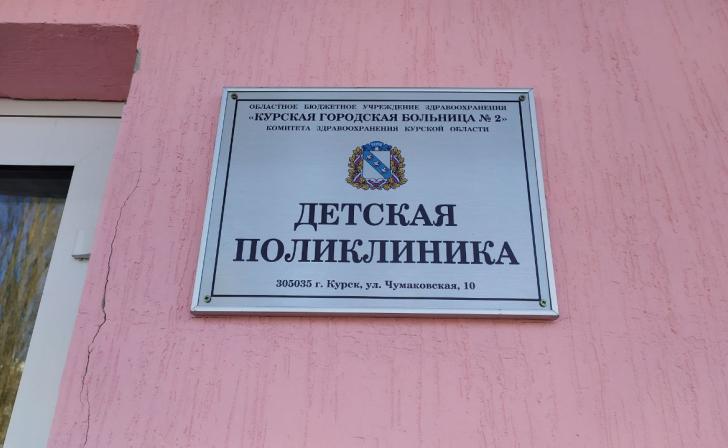 ОБЛАСТНОЕ БЮДЖЕТНОЕ УЧРЕЖДЕНИЕ ЗДРАВООХРАНЕНИЯ
«КУРСКАЯ ГОРОДСКАЯ БОЛЬНИЦА № 2»
КОМИТЕТА ЗДРАВООХРАНЕНИЯ КУРСКОЙ ОБЛАСТИ
ДЕТСКАЯ
ПОЛИКЛИНИКА
305035 г. Курск, ул. Чумаковская, 10